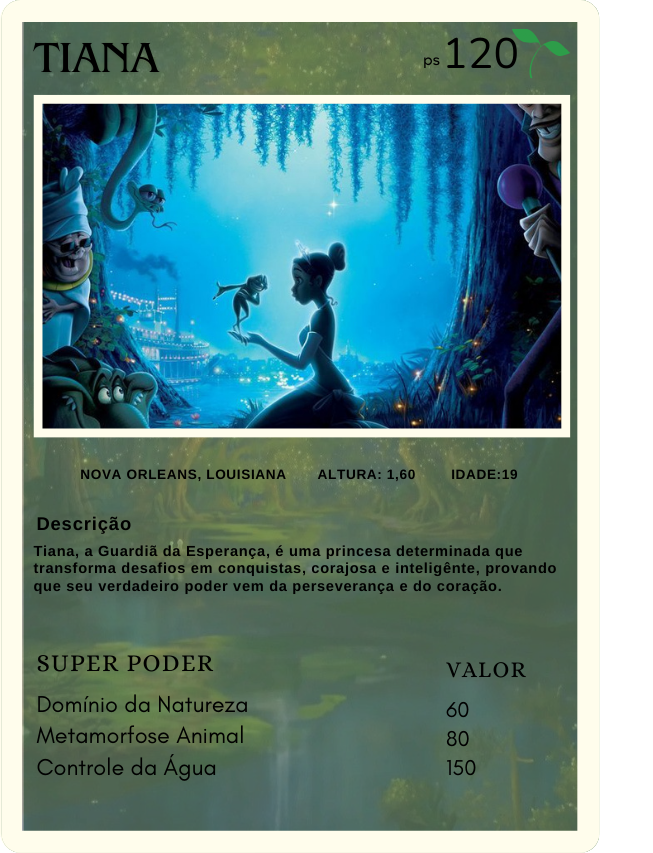 TIANA
ps 120
NOVA ORLEANS, LOUISIANA ALTURA: 1,60 IDADE:19
Descrição
Tiana, a Guardiã da Esperança, é uma princesa determinada que
transforma desafios em conquistas, corajosa e inteligênte, provando
que seu verdadeiro poder vem da perseverança e do coração.
SUPER PODER VALOR
Domínio da Natureza 60
Metamorfose Animal 80
Controle da Água 150